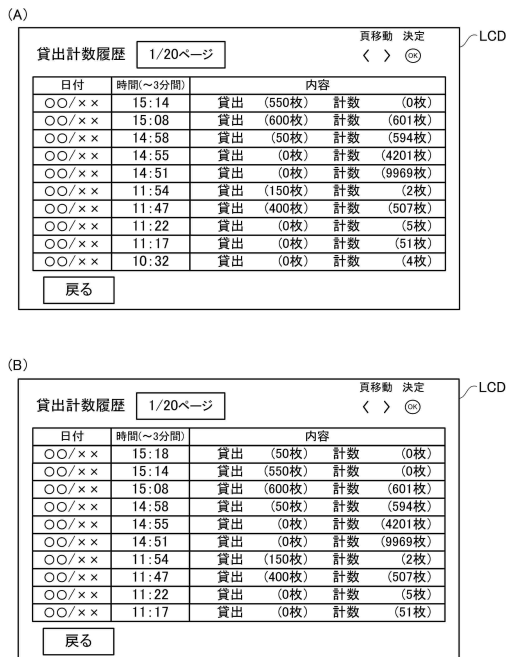 (A)
頁移動 決定
LCD
貸出計数履歴 1/20ページ < > OK
日付 時間(～3分間) 内容
○○/×× 15:14 貸出 (550枚) 計数 (0枚)
○○/×× 15:08 貸出 (600枚) 計数 (601枚)
○○/×× 14:58 貸出 (50枚) 計数 (594枚)
○○/×× 14:55 貸出 (0枚) 計数 (4201枚)
○○/×× 14:51 貸出 (0枚) 計数 (9969枚)
○○/×× 11:54 貸出 (150枚) 計数 (2枚)
○○/×× 11:47 貸出 (400枚) 計数 (507枚)
○○/×× 11:22 貸出 (0枚) 計数 (5枚)
○○/×× 11:17 貸出 (0枚) 計数 (51枚)
○○/×× 10:32 貸出 (0枚) 計数 (4枚)
戻る
(B)
頁移動 決定
LCD
貸出計数履歴 1/20ページ < > OK
日付 時間(～3分間) 内容
○○/×× 15:18 貸出 (50枚) 計数 (0枚)
○○/×× 15:14 貸出 (550枚) 計数 (0枚)
○○/×× 15:08 貸出 (600枚) 計数 (601枚)
○○/×× 14:58 貸出 (50枚) 計数 (594枚)
○○/×× 14:55 貸出 (0枚) 計数 (4201枚)
○○/×× 14:51 貸出 (0枚) 計数 (9969枚)
○○/×× 11:54 貸出 (150枚) 計数 (2枚)
○○/×× 11:47 貸出 (400枚) 計数 (507枚)
○○/×× 11:22 貸出 (0枚) 計数 (5枚)
○○/×× 11:17 貸出 (0枚) 計数 (51枚)
戻る